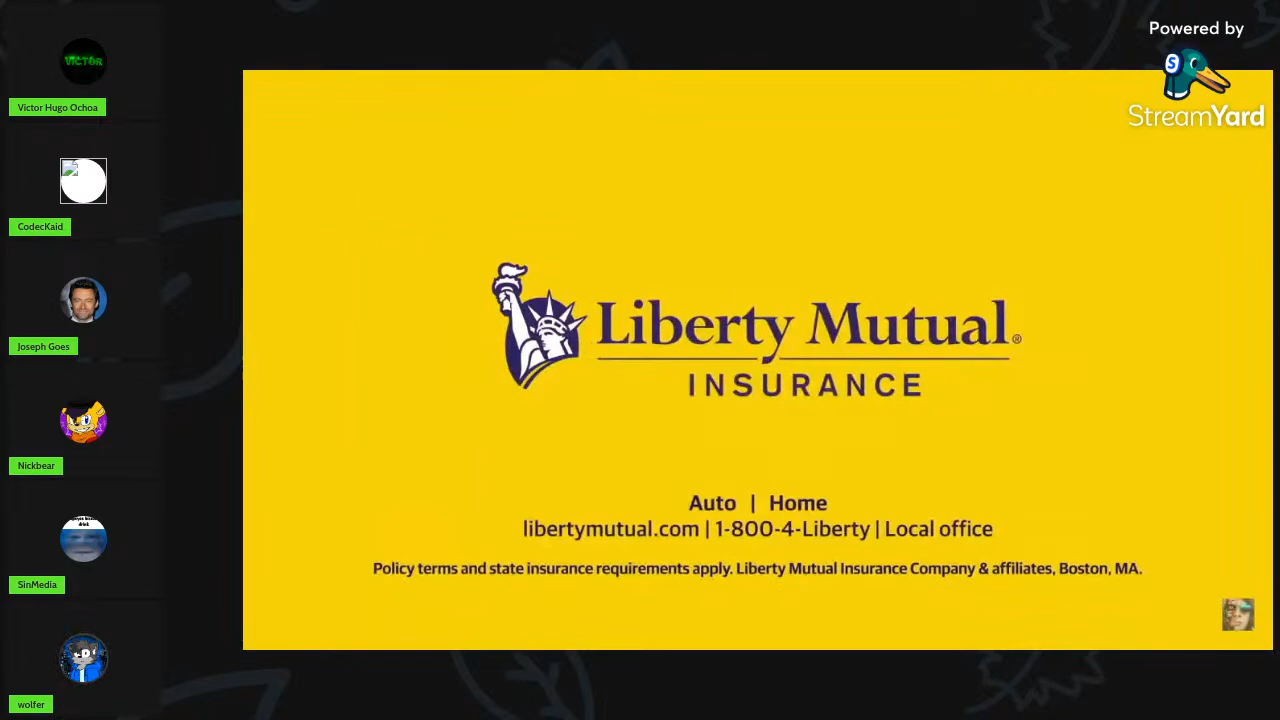 Powered by
StreamYard
VICTOR
Victor Hugo Ochoa
CodecKaid
Joseph Goes
Nickbear
SinMedia
wolfer
Liberty Mutual®
INSURANCE
Auto | Home
libertymutual.com | 1-800-4-Liberty | Local office
Policy terms and state insurance requirements apply. Liberty Mutual Insurance Company & affiliates, Boston, MA.